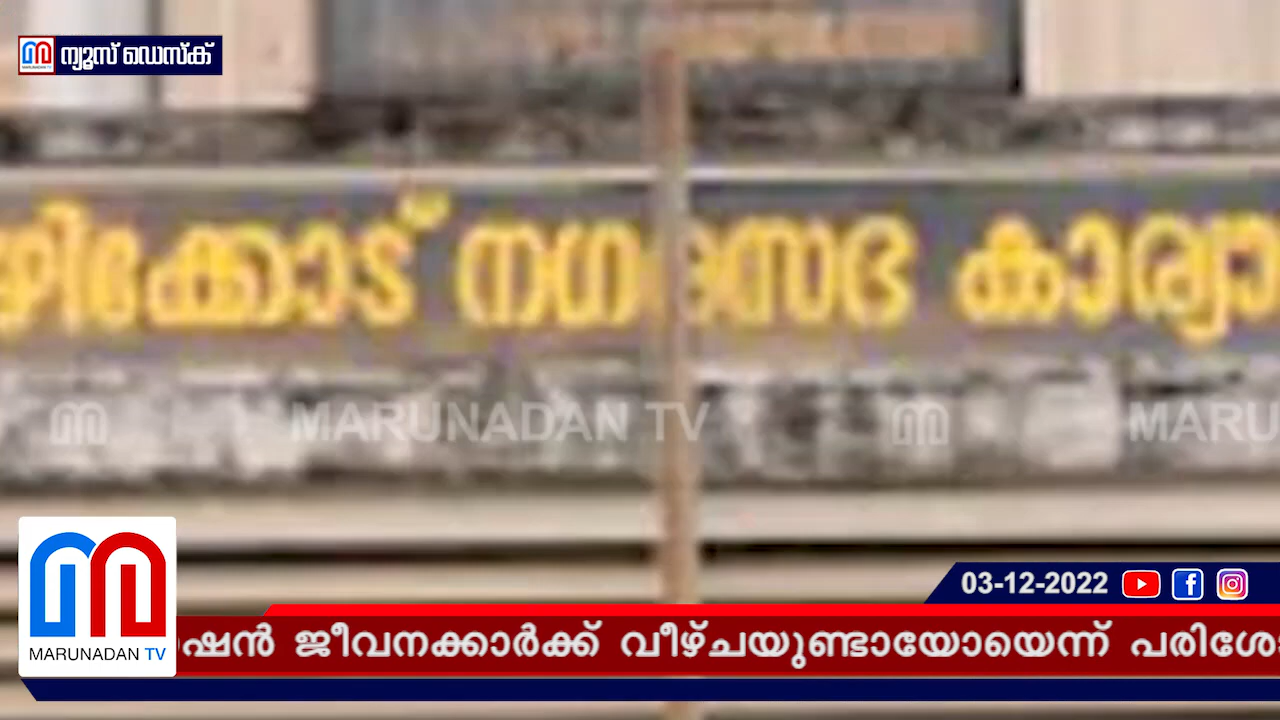 ന്യൂസ് ഡെസ്ക്
ഴിക്കോട് നഗരസഭ കാര്യാ
MARUNADAN TV
MARU
03-12-2022
MARUNADAN TV
ഷൻ ജീവനക്കാർക്ക് വീഴ്ചയുണ്ടായോയെന്ന് പരിശോ